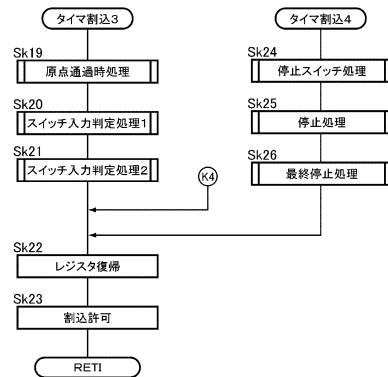 タイマ割込3
Sk19
原点通過時処理
Sk20
スイッチ入力判定処理1
Sk21
スイッチ入力判定処理2
K4
タイマ割込4
Sk24
停止スイッチ処理
Sk25
停止処理
Sk26
最終停止処理
Sk22
レジスタ復帰
Sk23
割込許可
RETI